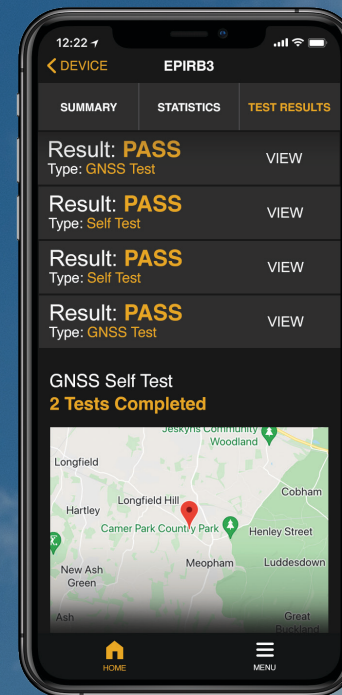 12:22
DEVICE
EPIRB3
SUMMARY
STATISTICS
TEST RESULTS
Result: PASS
Type: GNSS Test
VIEW
Result: PASS
Type: Self Test
VIEW
Result: PASS
Type: Self Test
VIEW
Result: PASS
Type: GNSS Test
VIEW
GNSS Self Test
2 Tests Completed
Jeskyns Community
Woodland
Longfield
Cobham
Longfield Hill
Hartley
Camer Park Country Park
Henley Street
Meopham
Luddesdown
New Ash
Green
Ash
Great
Buckland
HOME
MENU